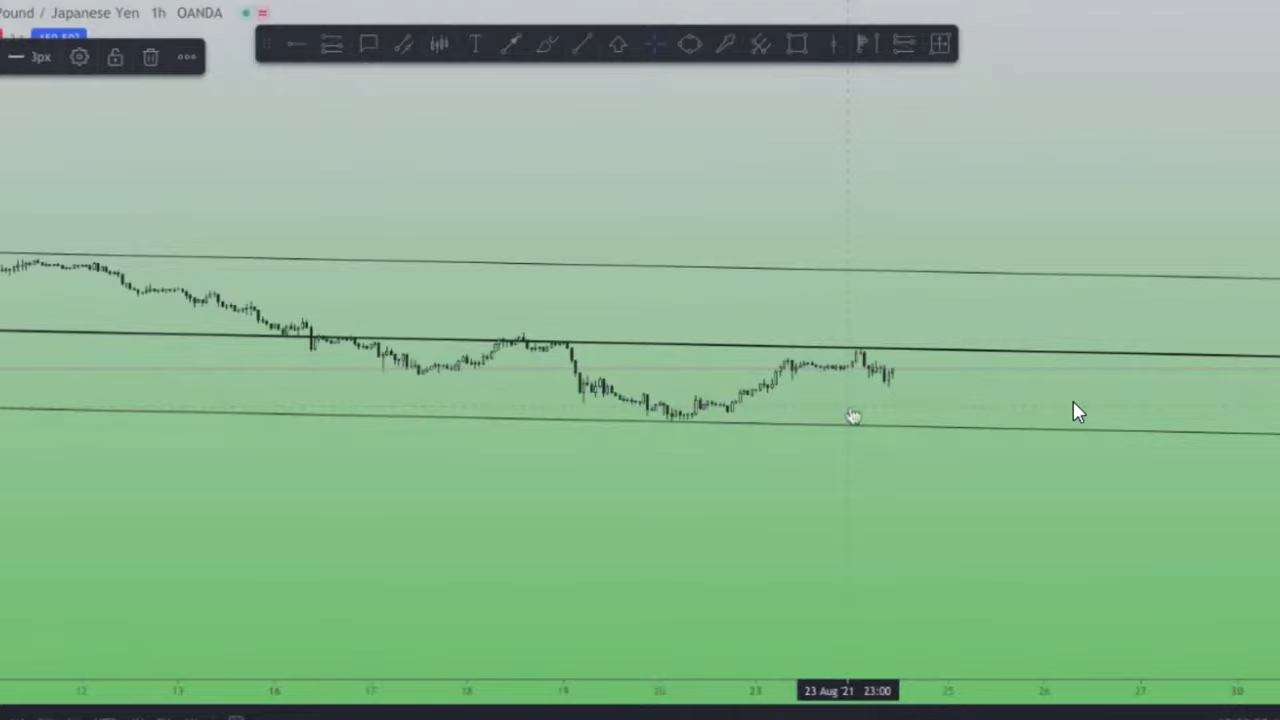 ound / Japanese Yen 1h OANDA
3px
12 13 16 17 18 19 20 23 23 Aug '21 23:00 25 26 27 30